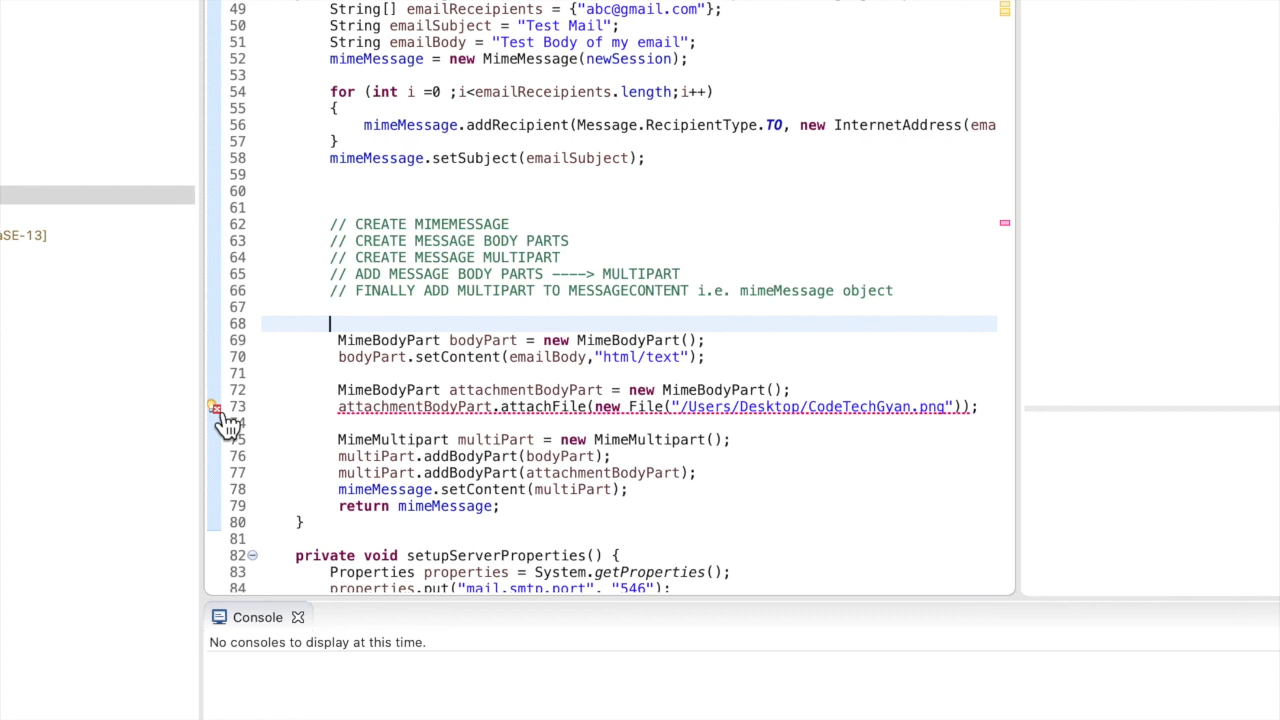 49 String[] emailReceipients = {"abc@gmail.com"};
50 String emailSubject = "Test Mail";
51 String emailBody = "Test Body of my email";
52 mimeMessage = new MimeMessage(newSession);
53
54 for (int i =0 ;i<emailReceipients.length;i++)
55 {
56 mimeMessage.addRecipient(Message.RecipientType.TO, new InternetAddress(ema
57 }
58 mimeMessage.setSubject(emailSubject);
59
60
61
62 // CREATE MIMEMESSAGE
aSE-13]
63 // CREATE MESSAGE BODY PARTS
64 // CREATE MESSAGE MULTIPART
65 // ADD MESSAGE BODY PARTS ----> MULTIPART
66 // FINALLY ADD MULTIPART TO MESSAGECONTENT i.e. mimeMessage object
67
68
69 MimeBodyPart bodyPart = new MimeBodyPart();
70 bodyPart.setContent(emailBody,"html/text");
71
72 MimeBodyPart attachmentBodyPart = new MimeBodyPart();
73 attachmentBodyPart.attachFile(new File("/Users/Desktop/CodeTechGyan.png"));
75 MimeMultipart multiPart = new MimeMultipart();
76 multiPart.addBodyPart(bodyPart);
77 multiPart.addBodyPart(attachmentBodyPart);
78 mimeMessage.setContent(multiPart);
79 return mimeMessage;
80 }
81
82 private void setupServerProperties() {
83 Properties properties = System.getProperties();
84 properties.put("mail.smtp.port", "546");
Console
No consoles to display at this time.